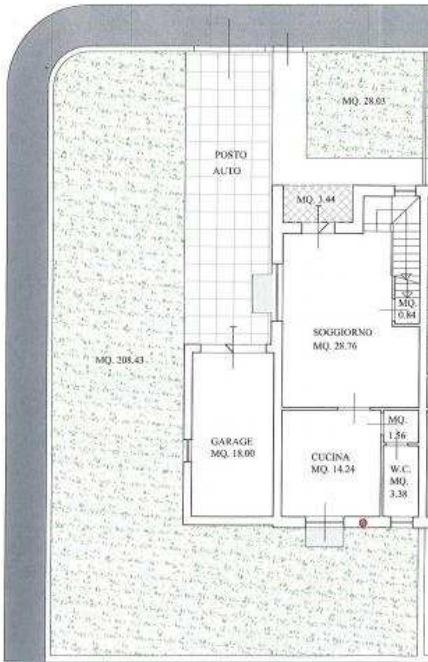 MQ. 28.03
POSTO
AUTO
MQ. 3.44
MQ.
0.84
SOGGIORNO
MQ. 28.76
MQ. 208.43
MQ.
1.56
GARAGE
MQ. 18.00
CUCINA
MQ. 14.24
W.C.
MQ.
3.38